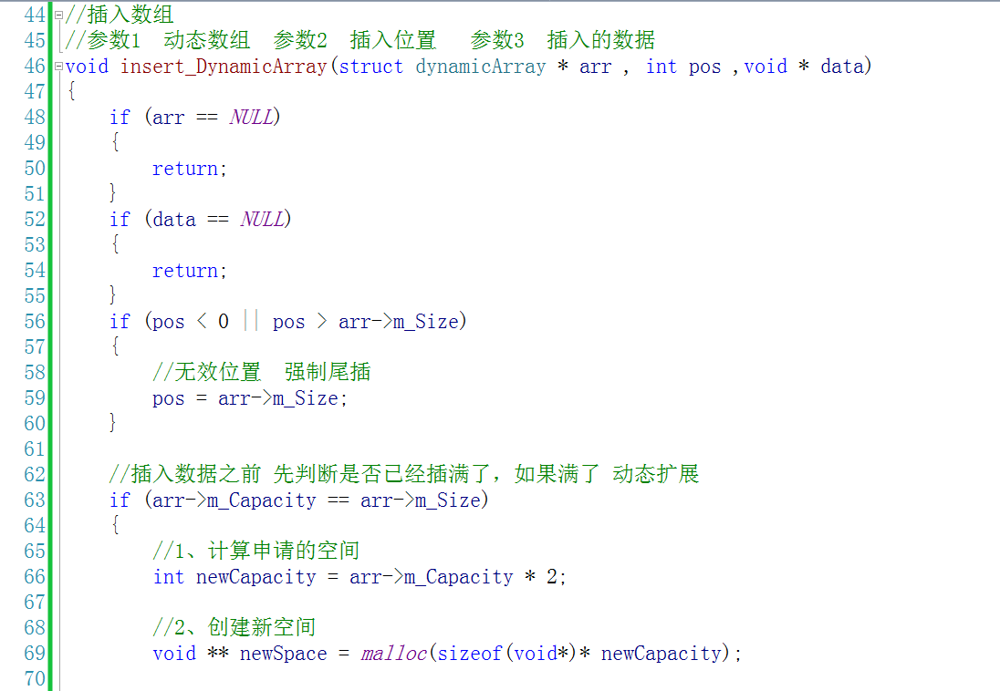 44 //插入数组
45 //参数1  动态数组  参数2  插入位置   参数3  插入的数据
46 void insert_DynamicArray(struct dynamicArray * arr , int pos ,void * data)
47 {
48     if (arr == NULL)
49     {
50         return;
51     }
52     if (data == NULL)
53     {
54         return;
55     }
56     if (pos < 0 || pos > arr->m_Size)
57     {
58         //无效位置  强制尾插
59         pos = arr->m_Size;
60     }
61
62     //插入数据之前 先判断是否已经插满了，如果满了 动态扩展
63     if (arr->m_Capacity == arr->m_Size)
64     {
65         //1、计算申请的空间
66         int newCapacity = arr->m_Capacity * 2;
67
68         //2、创建新空间
69         void ** newSpace = malloc(sizeof(void*)* newCapacity);
70